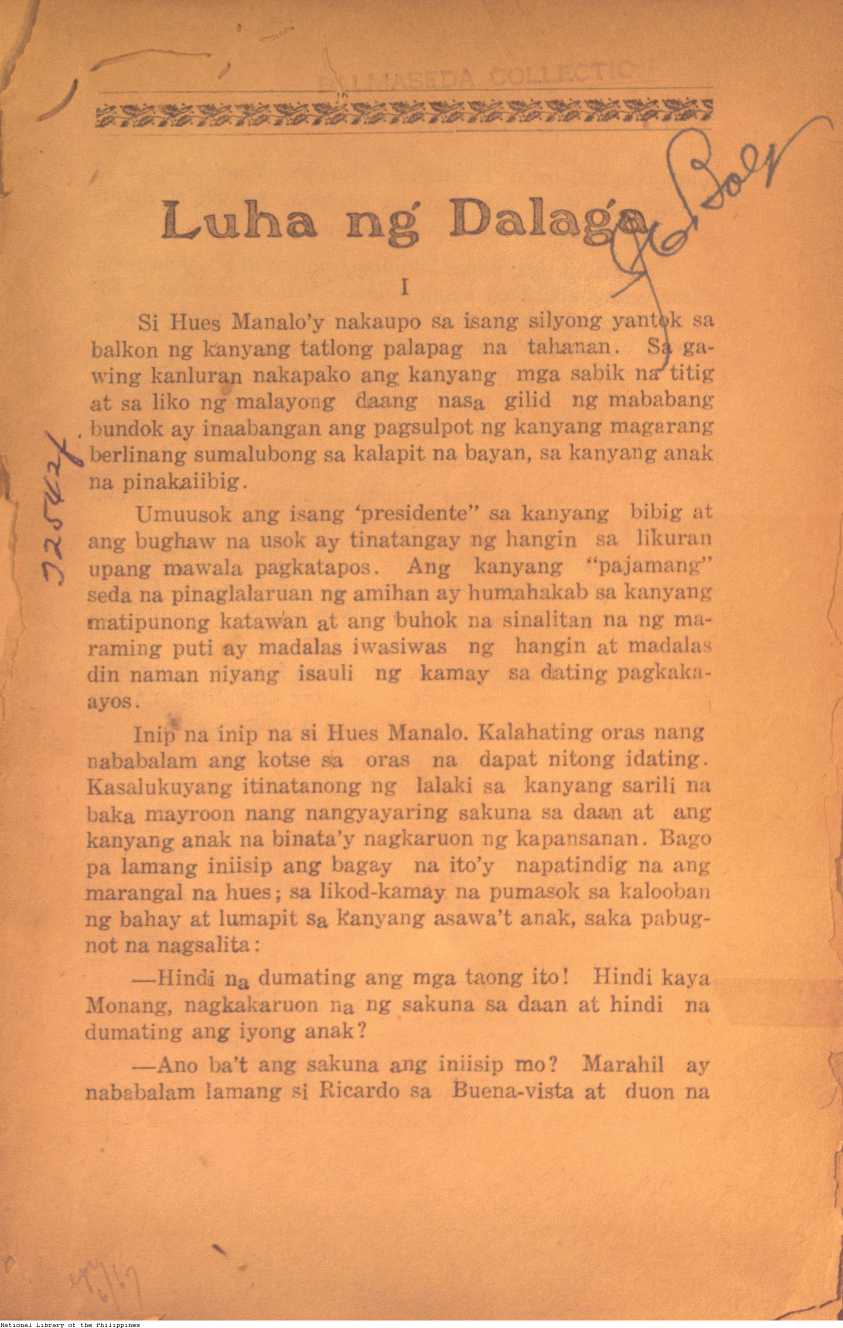 PALMASEDA COLLECTIO
Luha ng Dalaga
I
Si Hues Manalo'y nakaupo sa isang silyong yantok sa
balkon ng kanyang tatlong palapag na tahanan. Sa ga-
wing kanluran nakapako ang kanyang mga sabik na titig
at sa liko ng malayong daang nasa gilid ng mababang
bundok ay inaabangan ang pagsulpot ng kanyang magarang
berlinang sumalubong sa kalapit na bayan, sa kanyang anak
na pinakaiibig.
Umuusok ang isang ‘presidente” sa kanyang bibig at
ang bughaw na usok ay tinatangay ng hangin sa likuran
upang mawala pagkatapos. Ang kanyang “pajamang”
seda na pinaglalaruan ng amihan ay humahakab sa kanyang
matipunong katawan at ang buhok na sinalitan na ng ma-
raming puti ay madalas iwasiwas ng hangin at madalas
din naman niyang isauli ng kamay sa dating pagkaka-
ayos.
Inip na inip na si Hues Manalo. Kalahating oras nang
nababalam ang kotse sa oras na dapat nitong idating.
Kasalukuyang itinatanong ng lalaki sa kanyang sarili na
baka mayroon nang nangyayaring sakuna sa daan at ang
kanyang anak na binata'y nagkaruon ng kapansanan. Bago
pa lamang iniisip ang bagay na ito'y napatindig na ang
marangal na hues; sa likod-kamay na pumasok sa kalooban
ng bahay at lumapit sa kanyang asawa't anak, saka pabug-
not na nagsalita:
—Hindi na dumating ang mga taong ito! Hindi kaya
Monang, nagkakaruon na ng sakuna sa daan at hindi na
dumating ang iyong anak?
—Ano ba't ang sakuna ang iniisip mo? Marahil ay
nababalam lamang si Ricardo sa Buena-vista at duon na
National Library of the Philippines